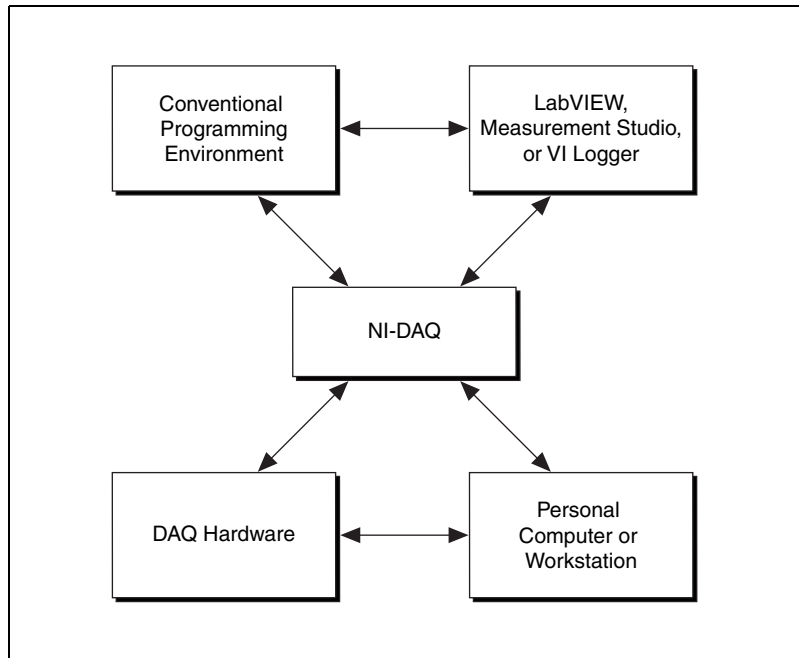 Conventional
Programming
Environment
LabVIEW,
Measurement Studio,
or VI Logger
NI-DAQ
DAQ Hardware
Personal
Computer or
Workstation